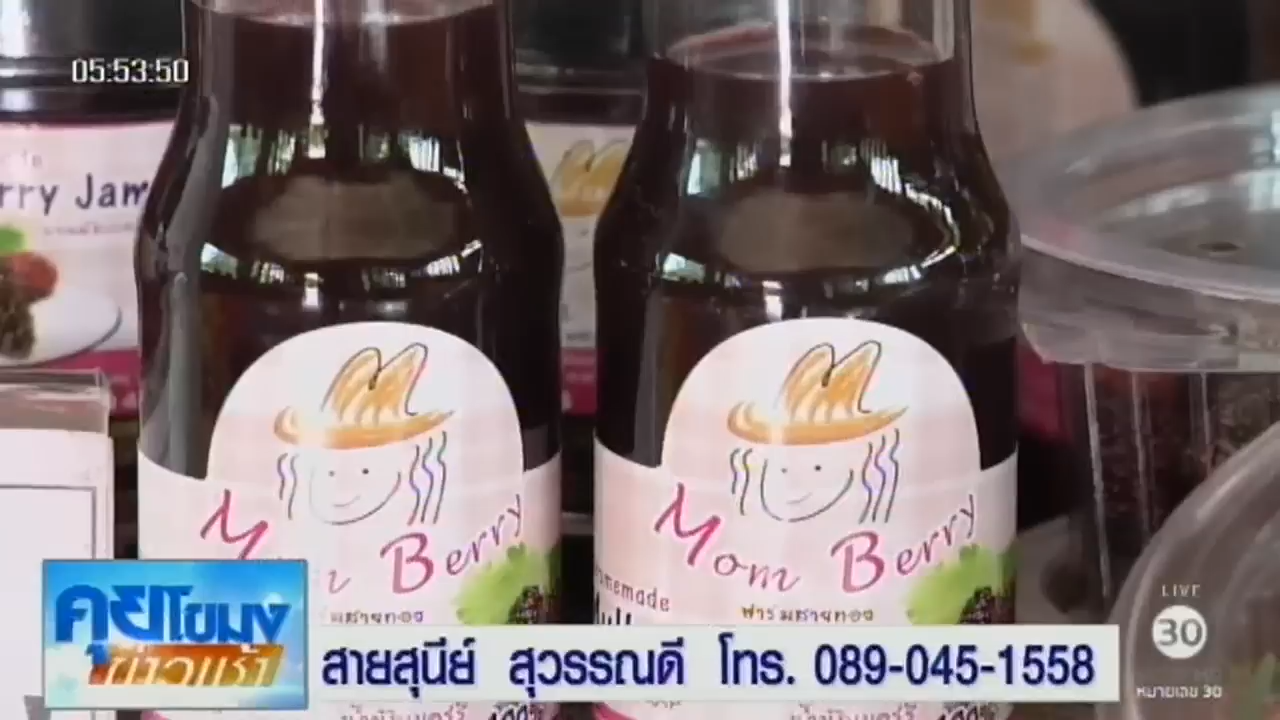 05:53:50
rry Jam
Mom Berry
Mom Berry
omemade
ฟาร์มสายทอง
คุยโขมง
ข่าวเช้า
สายสุนีย์ สุวรรณดี โทร. 089-045-1558
LIVE
30
หมายเลข 30
100%